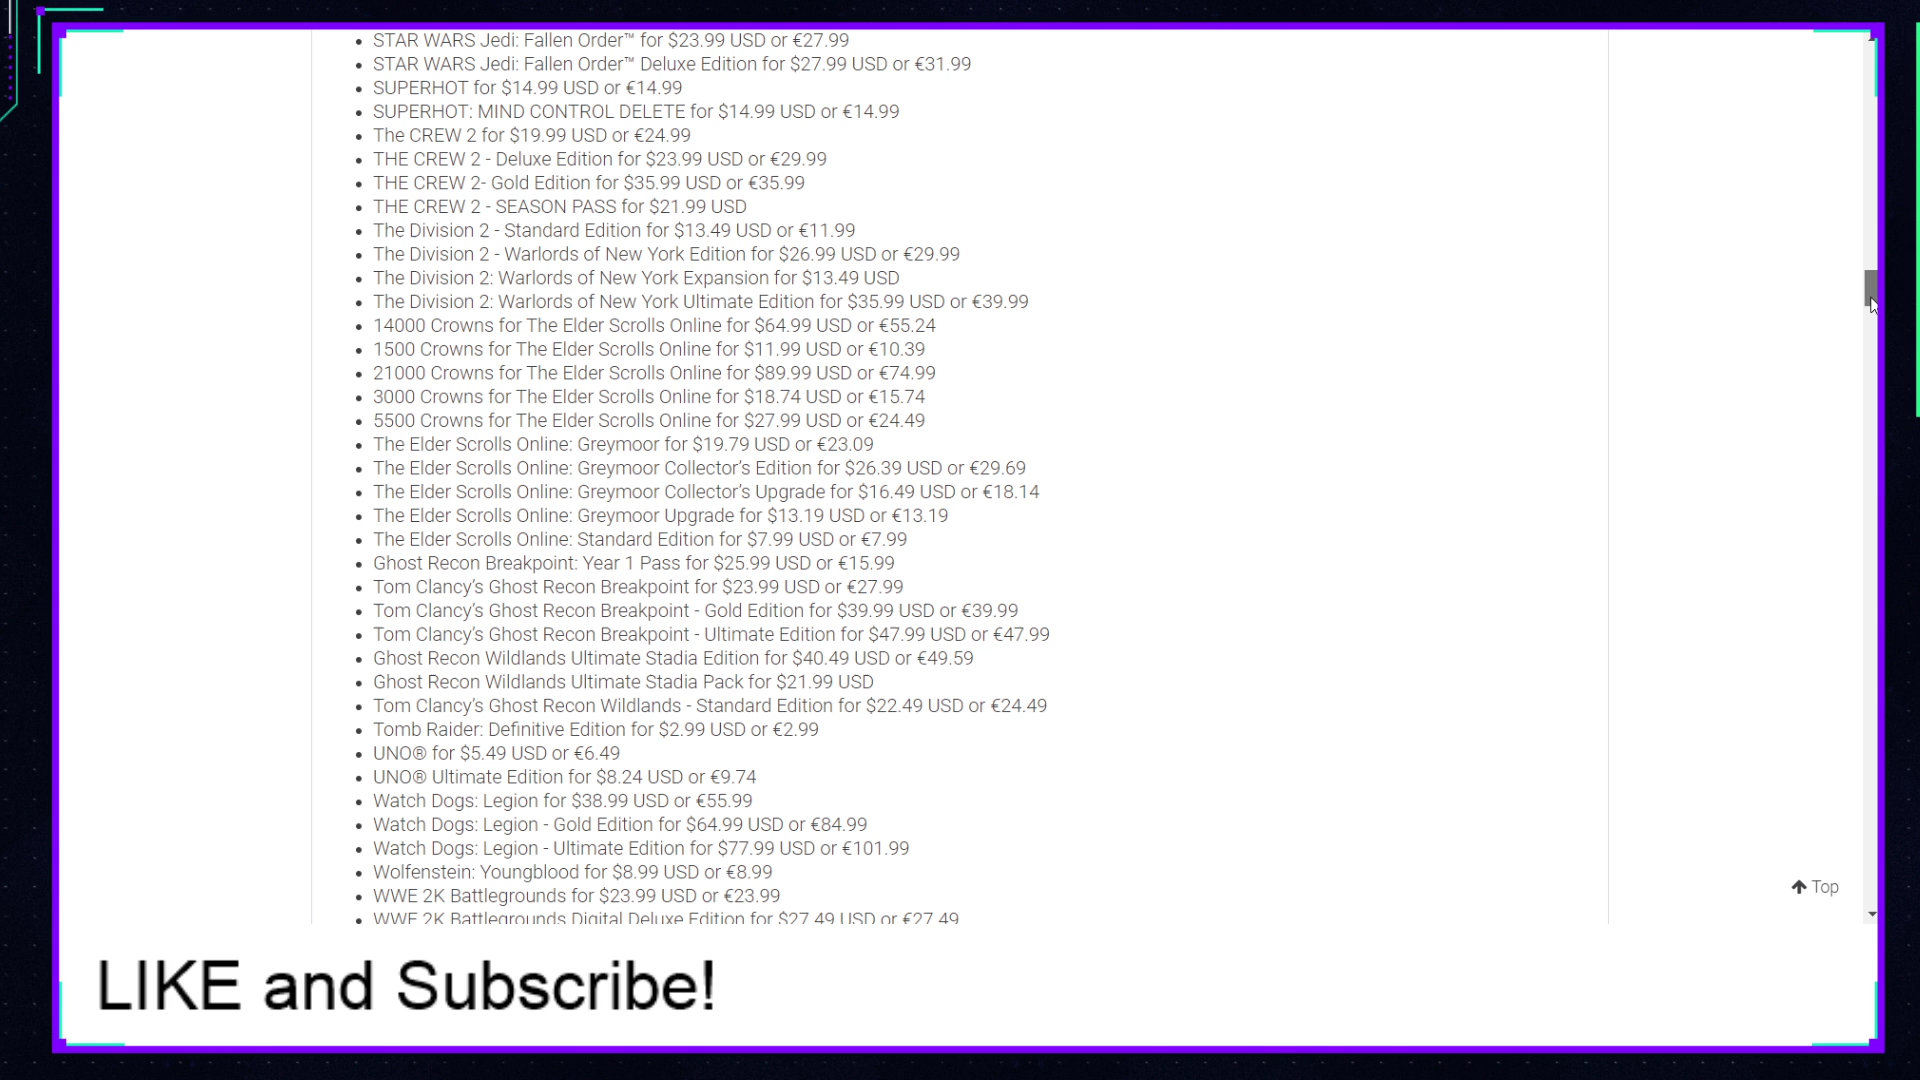 STAR WARS Jedi: Fallen Order™ for $23.99 USD or €27.99
STAR WARS Jedi: Fallen Order™ Deluxe Edition for $27.99 USD or €31.99
SUPERHOT for $14.99 USD or €14.99
SUPERHOT: MIND CONTROL DELETE for $14.99 USD or €14.99
The CREW 2 for $19.99 USD or €24.99
THE CREW 2 - Deluxe Edition for $23.99 USD or €29.99
THE CREW 2- Gold Edition for $35.99 USD or €35.99
THE CREW 2 - SEASON PASS for $21.99 USD
The Division 2 - Standard Edition for $13.49 USD or €11.99
The Division 2 - Warlords of New York Edition for $26.99 USD or €29.99
The Division 2: Warlords of New York Expansion for $13.49 USD
The Division 2: Warlords of New York Ultimate Edition for $35.99 USD or €39.99
14000 Crowns for The Elder Scrolls Online for $64.99 USD or €55.24
1500 Crowns for The Elder Scrolls Online for $11.99 USD or €10.39
21000 Crowns for The Elder Scrolls Online for $89.99 USD or €74.99
3000 Crowns for The Elder Scrolls Online for $18.74 USD or €15.74
5500 Crowns for The Elder Scrolls Online for $27.99 USD or €24.49
The Elder Scrolls Online: Greymoor for $19.79 USD or €23.09
The Elder Scrolls Online: Greymoor Collector’s Edition for $26.39 USD or €29.69
The Elder Scrolls Online: Greymoor Collector’s Upgrade for $16.49 USD or €18.14
The Elder Scrolls Online: Greymoor Upgrade for $13.19 USD or €13.19
The Elder Scrolls Online: Standard Edition for $7.99 USD or €7.99
Ghost Recon Breakpoint: Year 1 Pass for $25.99 USD or €15.99
Tom Clancy’s Ghost Recon Breakpoint for $23.99 USD or €27.99
Tom Clancy’s Ghost Recon Breakpoint - Gold Edition for $39.99 USD or €39.99
Tom Clancy’s Ghost Recon Breakpoint - Ultimate Edition for $47.99 USD or €47.99
Ghost Recon Wildlands Ultimate Stadia Edition for $40.49 USD or €49.59
Ghost Recon Wildlands Ultimate Stadia Pack for $21.99 USD
Tom Clancy’s Ghost Recon Wildlands - Standard Edition for $22.49 USD or €24.49
Tomb Raider: Definitive Edition for $2.99 USD or €2.99
UNO® for $5.49 USD or €6.49
UNO® Ultimate Edition for $8.24 USD or €9.74
Watch Dogs: Legion for $38.99 USD or €55.99
Watch Dogs: Legion - Gold Edition for $64.99 USD or €84.99
Watch Dogs: Legion - Ultimate Edition for $77.99 USD or €101.99
Wolfenstein: Youngblood for $8.99 USD or €8.99
WWE 2K Battlegrounds for $23.99 USD or €23.99
WWE 2K Battlegrounds Digital Deluxe Edition for $27.49 USD or €27.49
Top
LIKE and Subscribe!